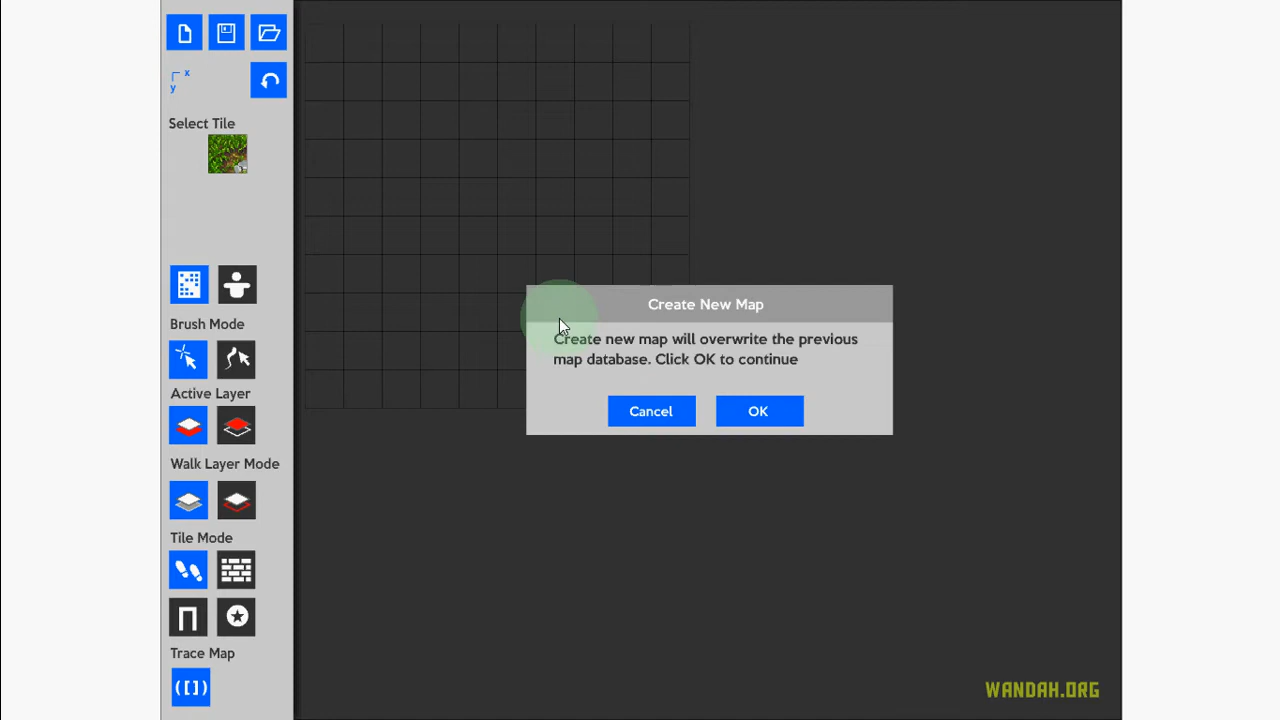 x
y
Select Tile
Brush Mode
Active Layer
Walk Layer Mode
Tile Mode
Trace Map
([])
Create New Map
Create new map will overwrite the previous
map database. Click OK to continue
Cancel OK
WANDAH.ORG